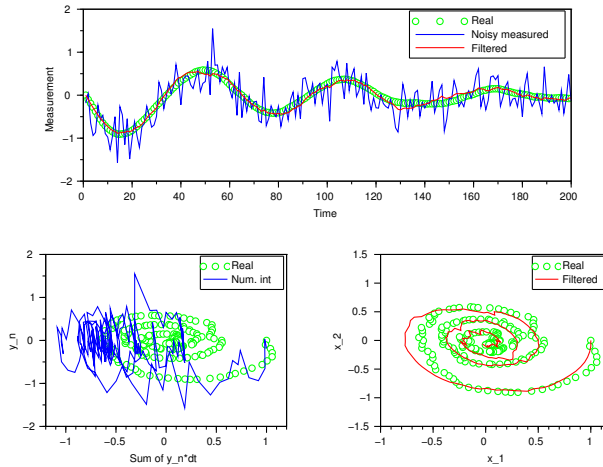 Real
Noisy measured
Filtered
2
1
0
−1
−2
Measurement
0 20 40 60 80 100 120 140 160 180 200
Time
2
1
0
−1
−2
y_n
Real
Num. int
−1 −0.5 0 0.5 1
Sum of y_n*dt
1.5
1
0.5
0
−0.5
−1
−1.5
x_2
Real
Filtered
−1 −0.5 0 0.5 1
x_1